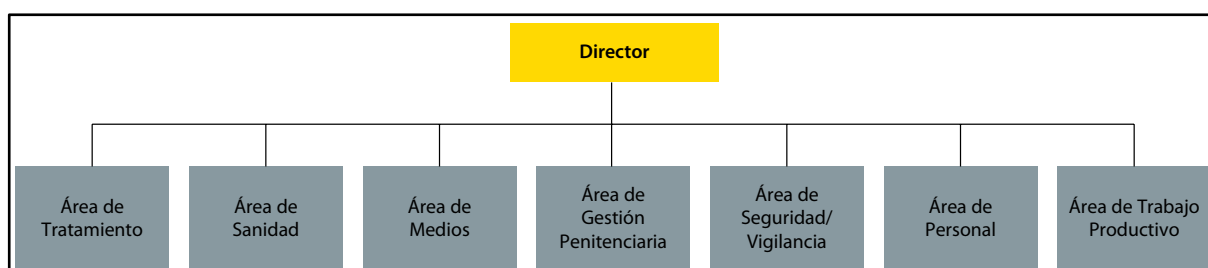 Director
Área de
Tratamiento
Área de
Sanidad
Área de
Medios
Área de
Gestión
Penitenciaria
Área de
Seguridad/
Vigilancia
Área de
Personal
Área de Trabajo
Productivo